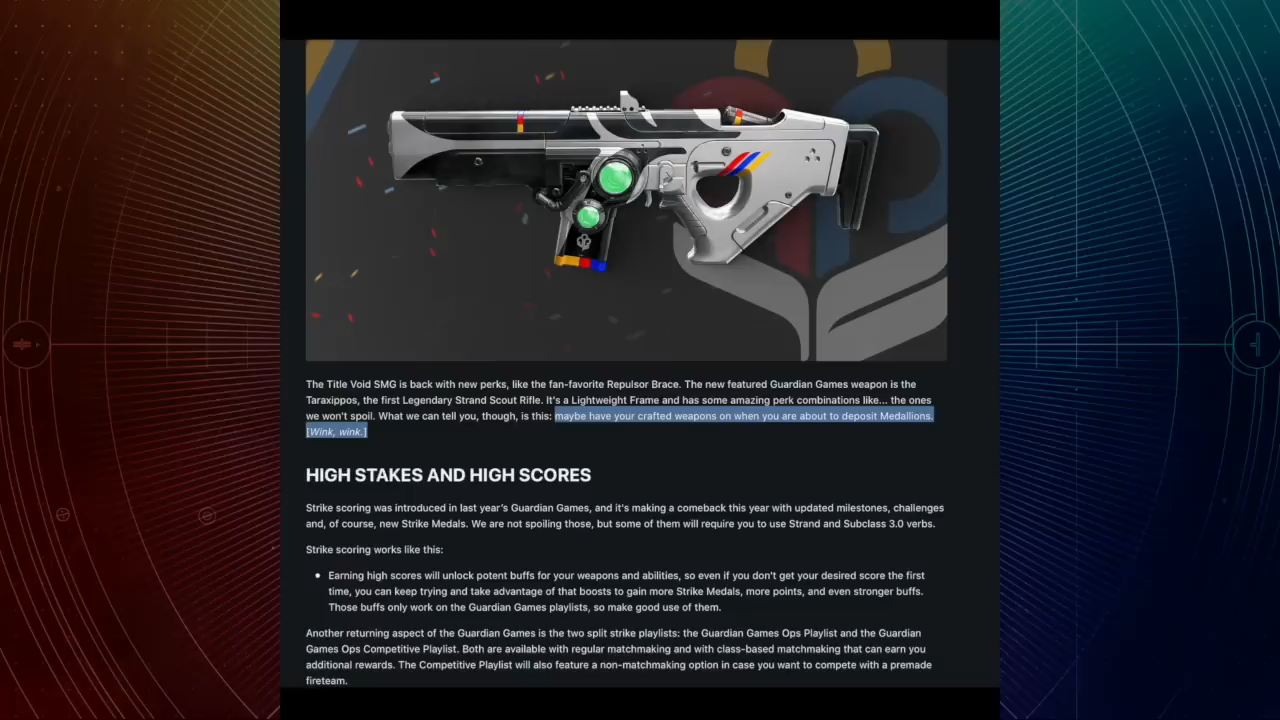 The Title Void SMG is back with new perks, like the fan-favorite Repulsor Brace. The new featured Guardian Games weapon is the
Taraxippos, the first Legendary Strand Scout Rifle. It's a Lightweight Frame and has some amazing perk combinations like... the ones
we won't spoil. What we can tell you, though, is this: maybe have your crafted weapons on when you are about to deposit Medallions.
[Wink, wink.]
HIGH STAKES AND HIGH SCORES
Strike scoring was introduced in last year's Guardian Games, and it's making a comeback this year with updated milestones, challenges
and, of course, new Strike Medals. We are not spoiling those, but some of them will require you to use Strand and Subclass 3.0 verbs.
Strike scoring works like this:
• Earning high scores will unlock potent buffs for your weapons and abilities, so even if you don't get your desired score the first
time, you can keep trying and take advantage of that boosts to gain more Strike Medals, more points, and even stronger buffs.
Those buffs only work on the Guardian Games playlists, so make good use of them.
Another returning aspect of the Guardian Games is the two split strike playlists: the Guardian Games Ops Playlist and the Guardian
Games Ops Competitive Playlist. Both are available with regular matchmaking and with class-based matchmaking that can earn you
additional rewards. The Competitive Playlist will also feature a non-matchmaking option in case you want to compete with a premade
fireteam.